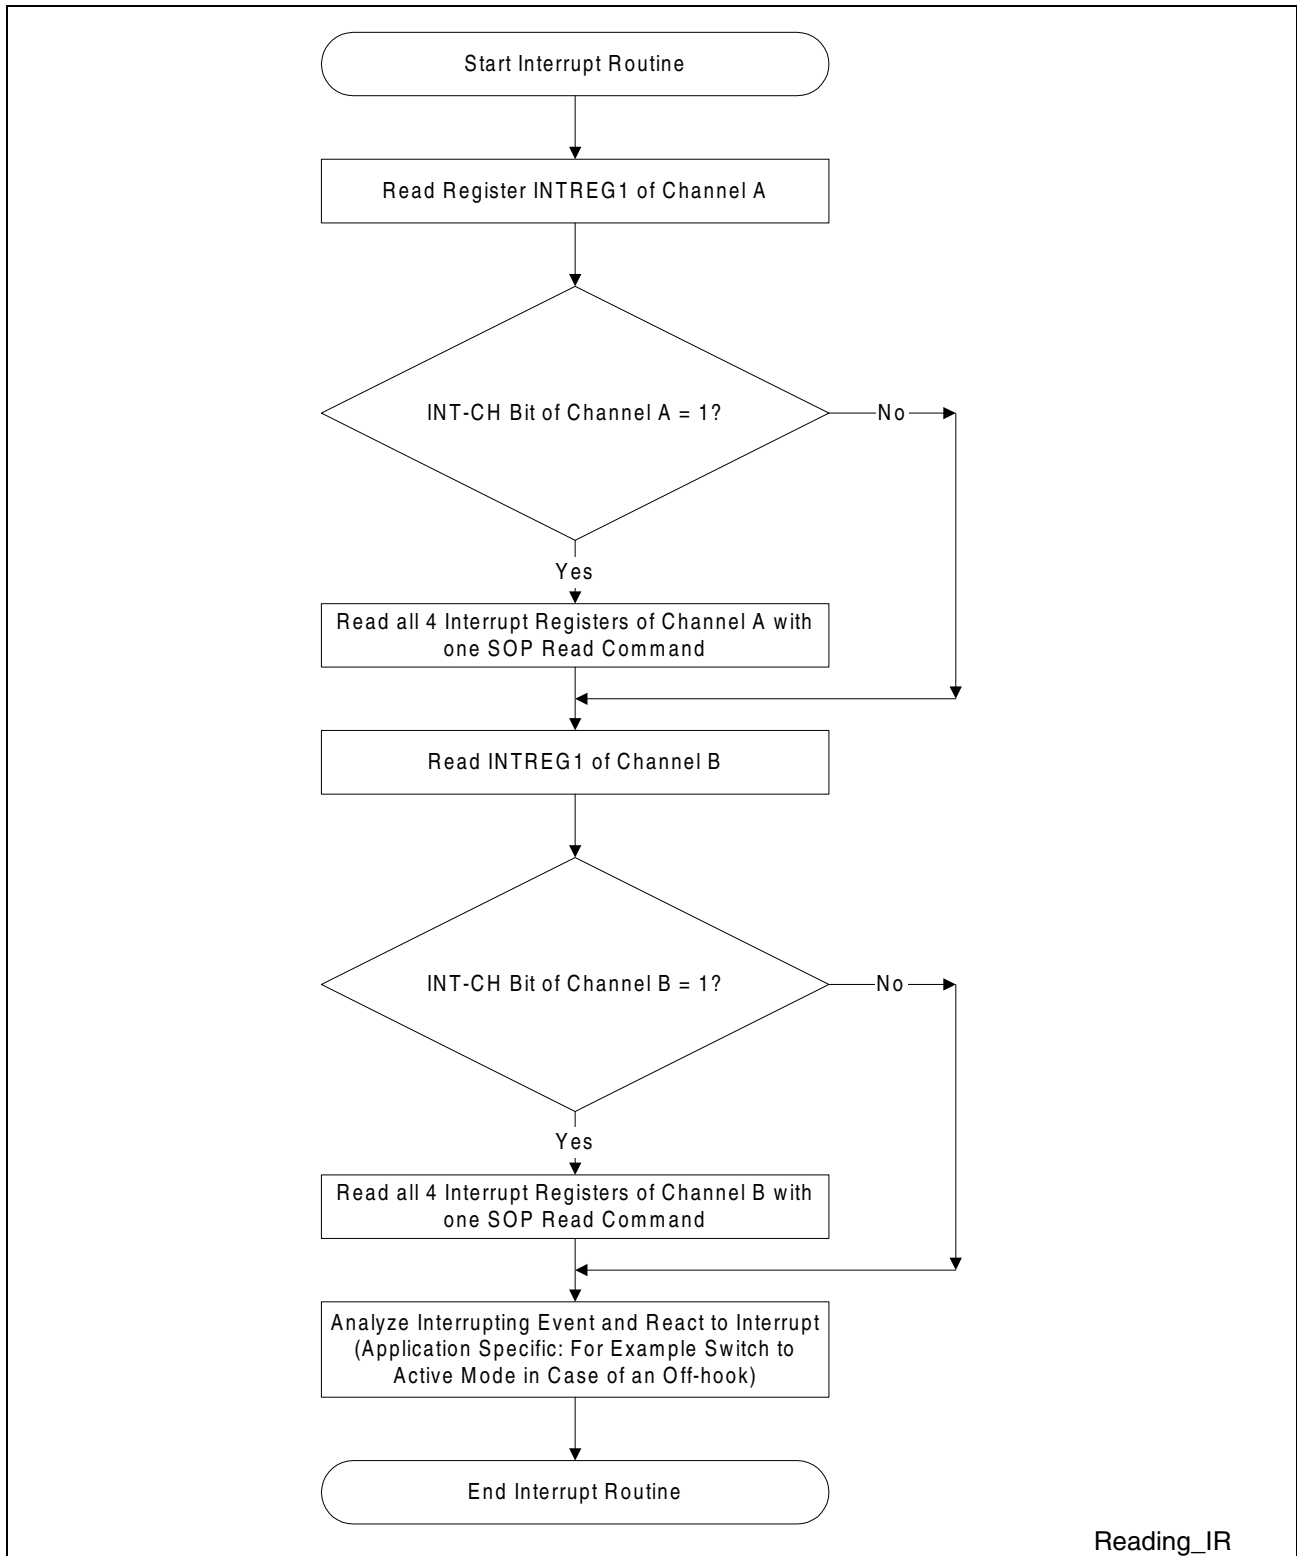 Start Interrupt Routine
Read Register INTREG1 of Channel A
INT-CH Bit of Channel A = 1?
No
Yes
Read all 4 Interrupt Registers of Channel A with
one SOP Read Command
Read INTREG1 of Channel B
INT-CH Bit of Channel B = 1?
No
Yes
Read all 4 Interrupt Registers of Channel B with
one SOP Read Command
Analyze Interrupting Event and React to Interrupt
(Application Specific: For Example Switch to
Active Mode in Case of an Off-hook)
End Interrupt Routine
Reading_IR